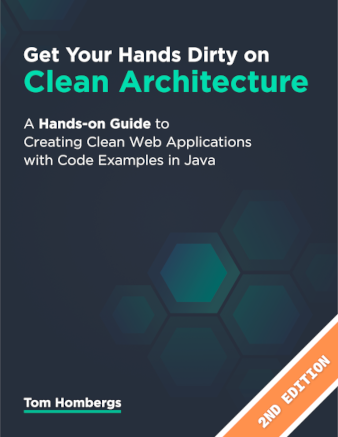 Get Your Hands Dirty on
Clean Architecture
A Hands-on Guide to
Creating Clean Web Applications
with Code Examples in Java
Tom Hombergs
2ND EDITION